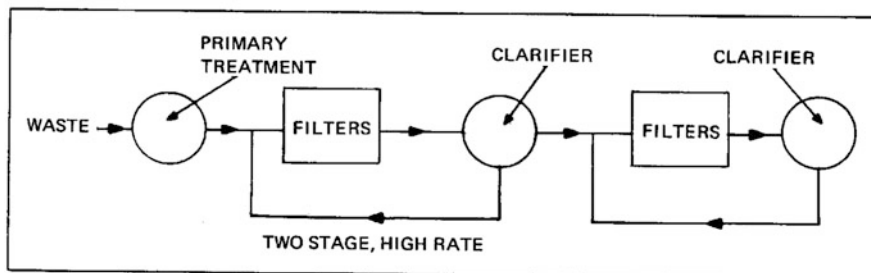 PRIMARY
TREATMENT
CLARIFIER
CLARIFIER
WASTE
FILTERS
FILTERS
TWO STAGE, HIGH RATE